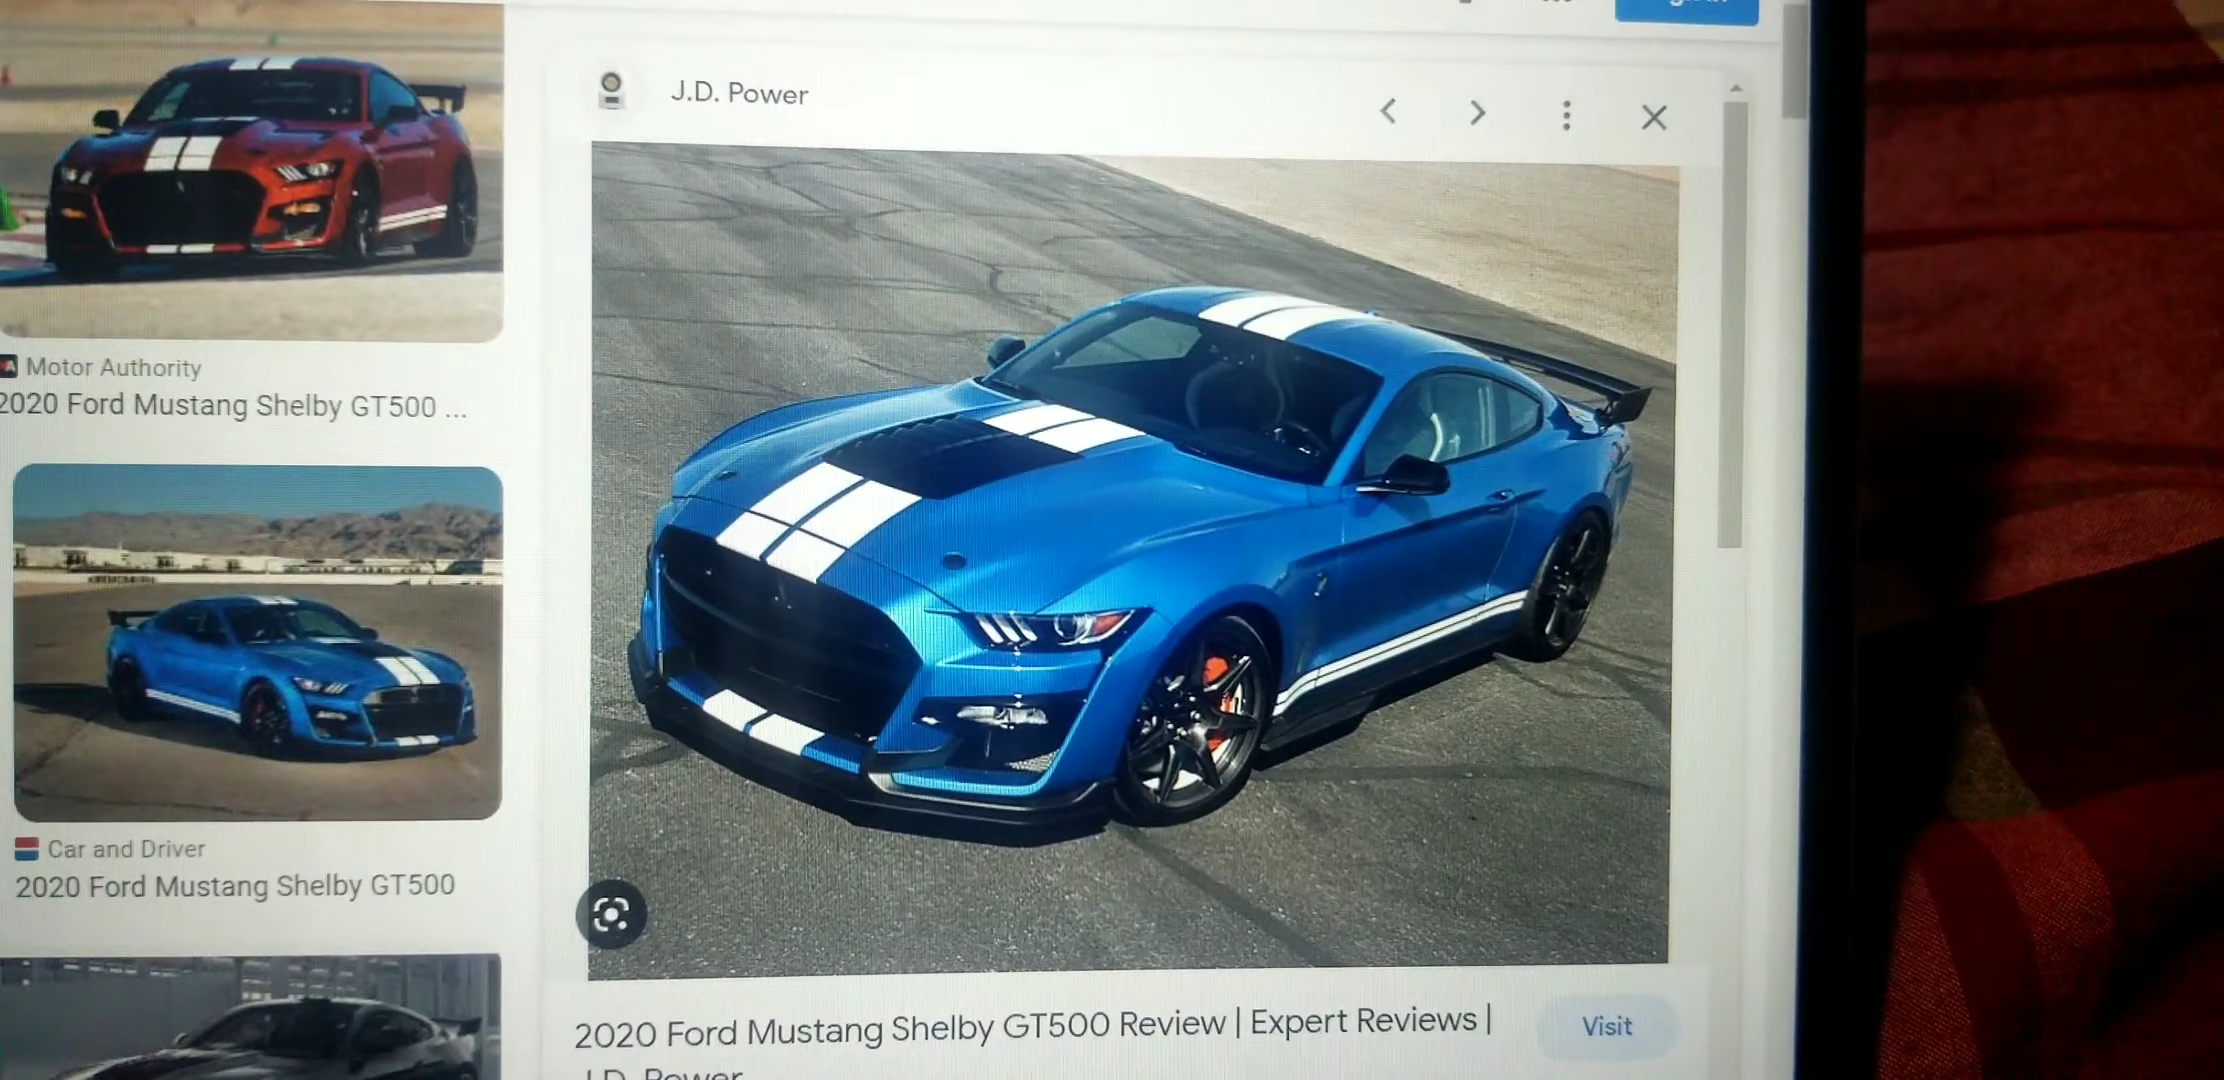 J.D. Power
Motor Authority
2020 Ford Mustang Shelby GT500 ...
Car and Driver
2020 Ford Mustang Shelby GT500
2020 Ford Mustang Shelby GT500 Review | Expert Reviews |
J.D. Power
Visit